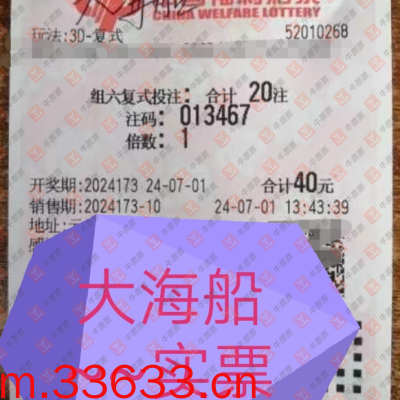 CHINA WELFARE LOTTERY
玩法:3D-复式
52010268
组六复式投注: 合计 20注
注码: 013467
倍数: 1
开奖期:2024173 24-07-01 合计40元
销售期:2024173-10 24-07-01 13:43:39
地址:
大海船
实票
m.33633.cn